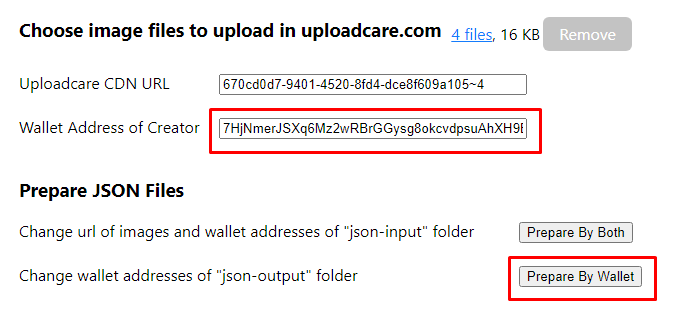 Choose image files to upload in uploadcare.com 4 files, 16 KB Remove
Uploadcare CDN URL 670cd0d7-9401-4520-8fd4-dce8f609a105~4
Wallet Address of Creator 7HjNmerJSXq6Mz2wRBrGGysg8okcvdpsuAhXH9E
Prepare JSON Files
Change url of images and wallet addresses of "json-input" folder Prepare By Both
Change wallet addresses of "json-output" folder Prepare By Wallet